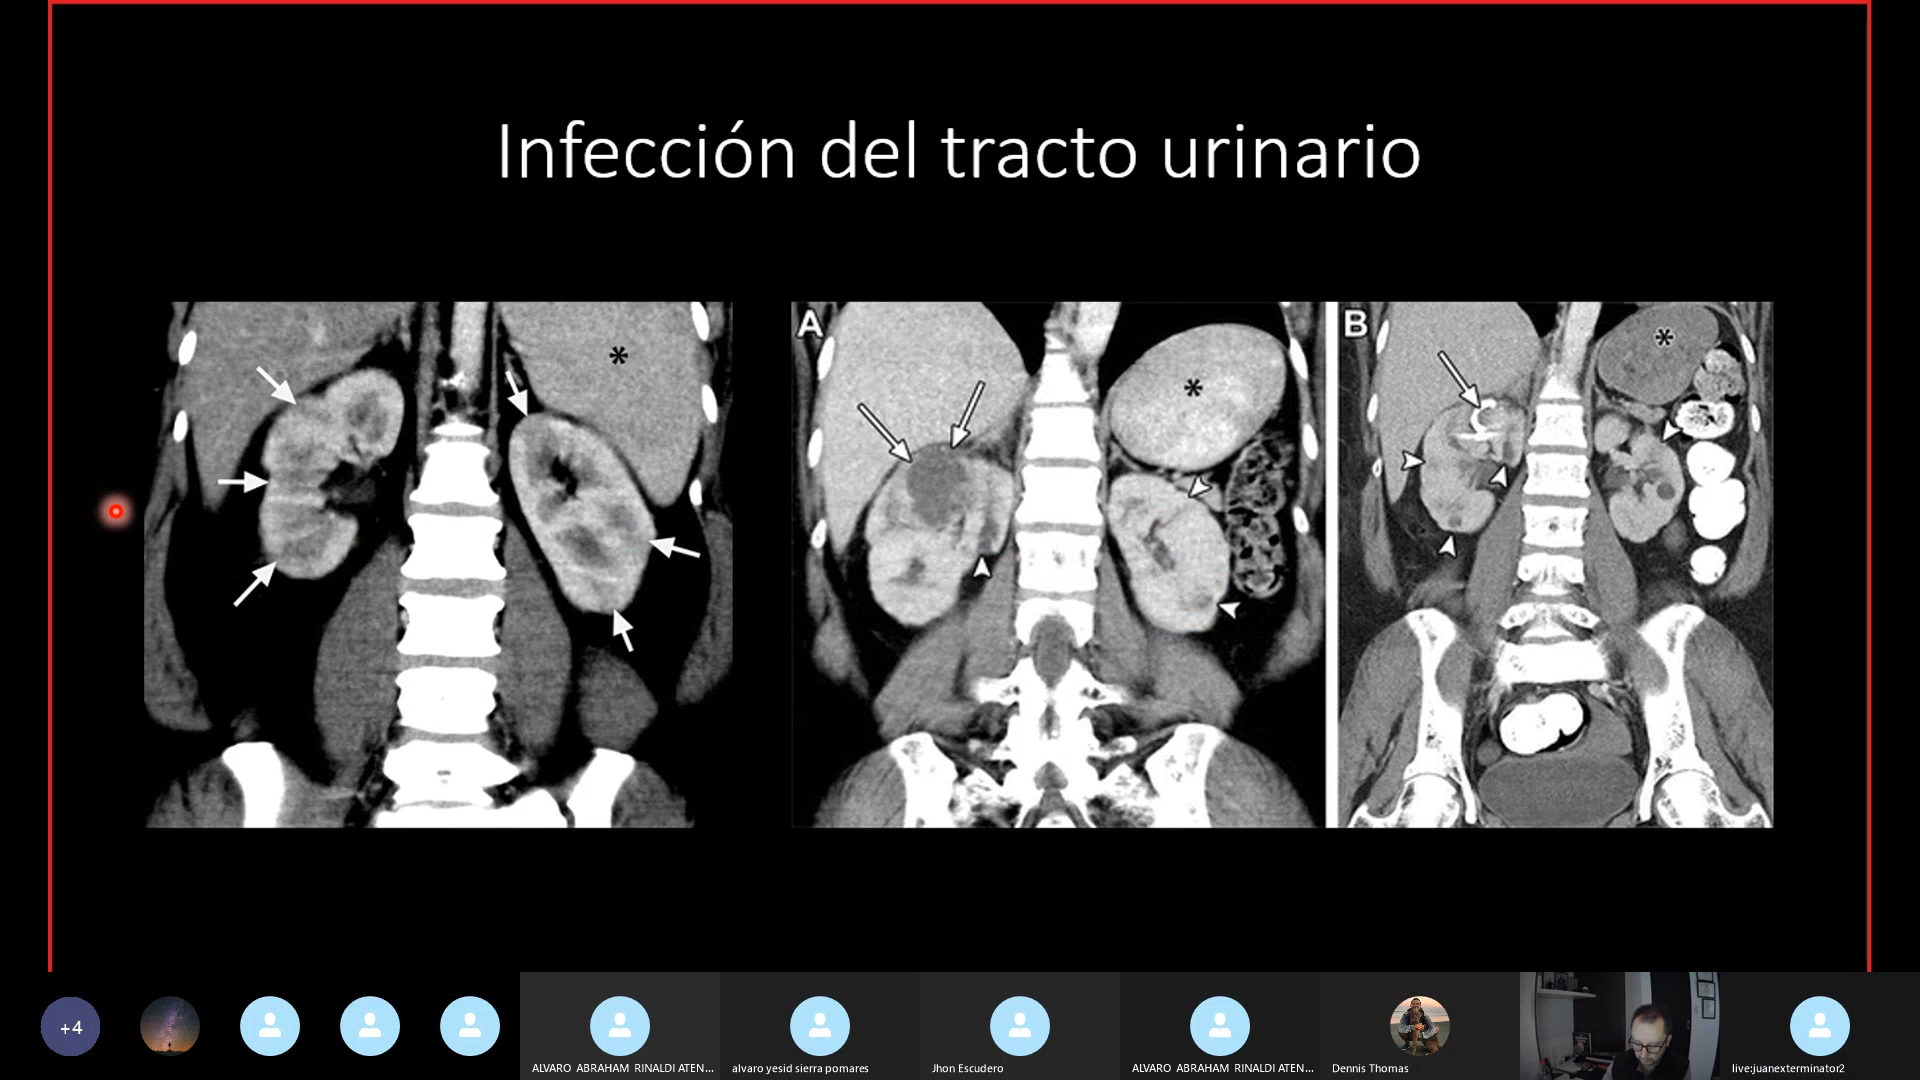 Infección del tracto urinario
*
A
*
B
*
+4
ALVARO ABRAHAM RINALDI ATEN...
alvaro yesid sierra pomares
Jhon Escudero
ALVARO ABRAHAM RINALDI ATEN...
Dennis Thomas
live:juanexterminator2